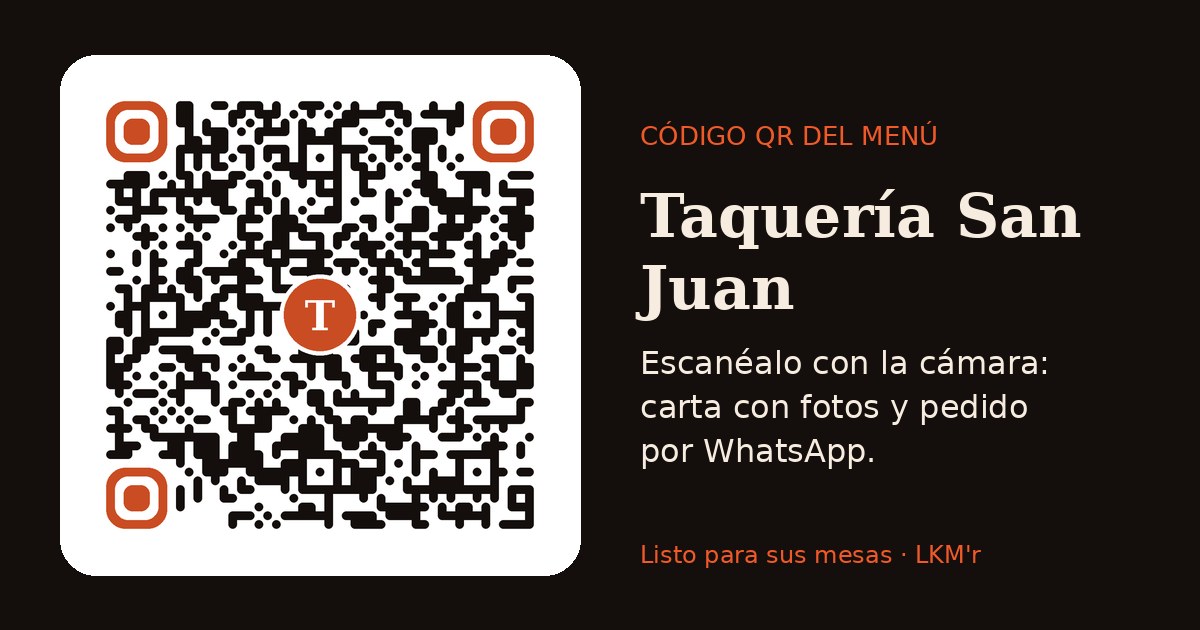 CÓDIGO QR DEL MENÚ
Taquería San
Juan
T
Escanéalo con la cámara:
carta con fotos y pedido
por WhatsApp.
Listo para sus mesas · LKM'r